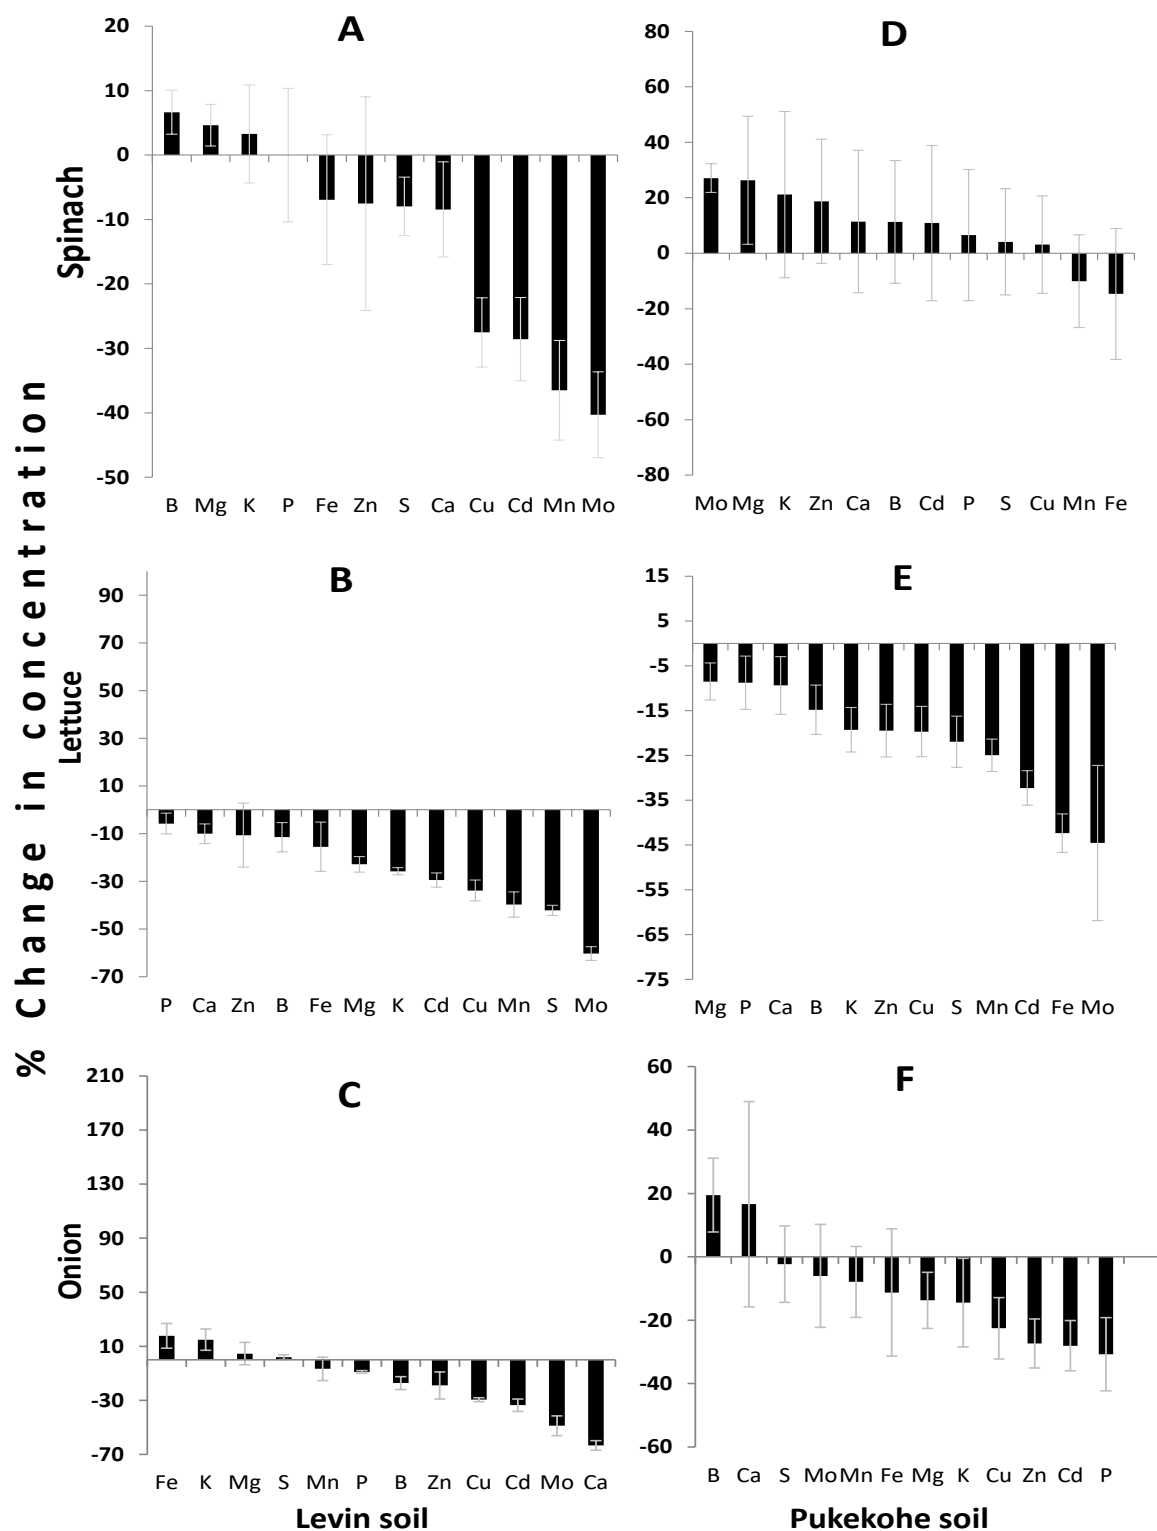 % Change in concentration
Spinach
A
20
10
0
-10
-20
-30
-40
-50
B Mg K P Fe Zn S Ca Cu Cd Mn Mo
D
80
60
40
20
0
-20
-40
-60
-80
Mo Mg K Zn Ca B Cd P S Cu Mn Fe
Lettuce
B
90
70
50
30
10
-10
-30
-50
-70
P Ca Zn B Fe Mg K Cd Cu Mn S Mo
E
15
5
-5
-15
-25
-35
-45
-55
-65
-75
Mg P Ca B K Zn Cu S Mn Cd Fe Mo
Onion
C
210
170
130
90
50
10
-30
-70
Fe K Mg S Mn P B Zn Cu Cd Mo Ca
Levin soil
F
60
40
20
0
-20
-40
-60
B Ca S Mo Mn Fe Mg K Cu Zn Cd P
Pukekohe soil